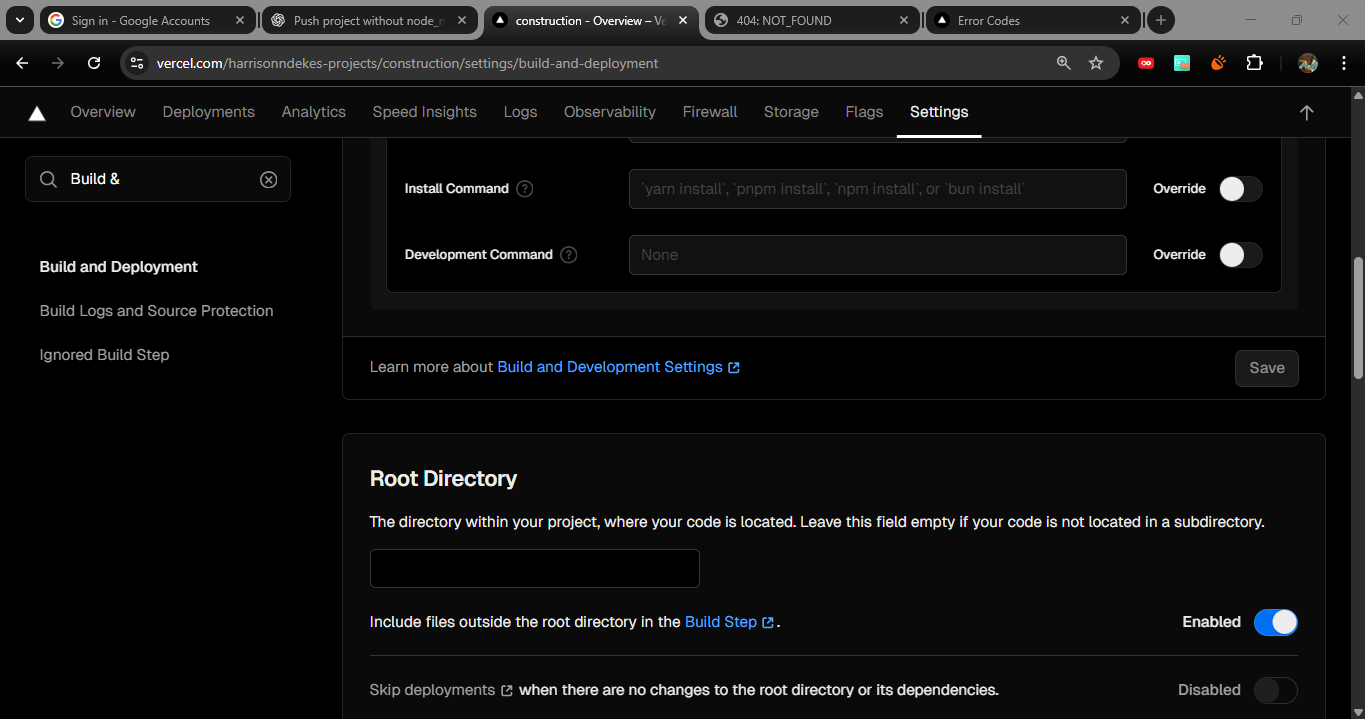 Sign in - Google Accounts
Push project without node_n
construction - Overview – Ve
404: NOT_FOUND
Error Codes
vercel.com/harrisonndekes-projects/construction/settings/build-and-deployment
Overview
Deployments
Analytics
Speed Insights
Logs
Observability
Firewall
Storage
Flags
Settings
Build &
Install Command ?
`yarn install`, `pnpm install`, `npm install`, or `bun install`
Override
Development Command ?
None
Override
Build and Deployment
Build Logs and Source Protection
Ignored Build Step
Learn more about Build and Development Settings
Save
Root Directory
The directory within your project, where your code is located. Leave this field empty if your code is not located in a subdirectory.
Include files outside the root directory in the Build Step.
Enabled
Skip deployments when there are no changes to the root directory or its dependencies.
Disabled